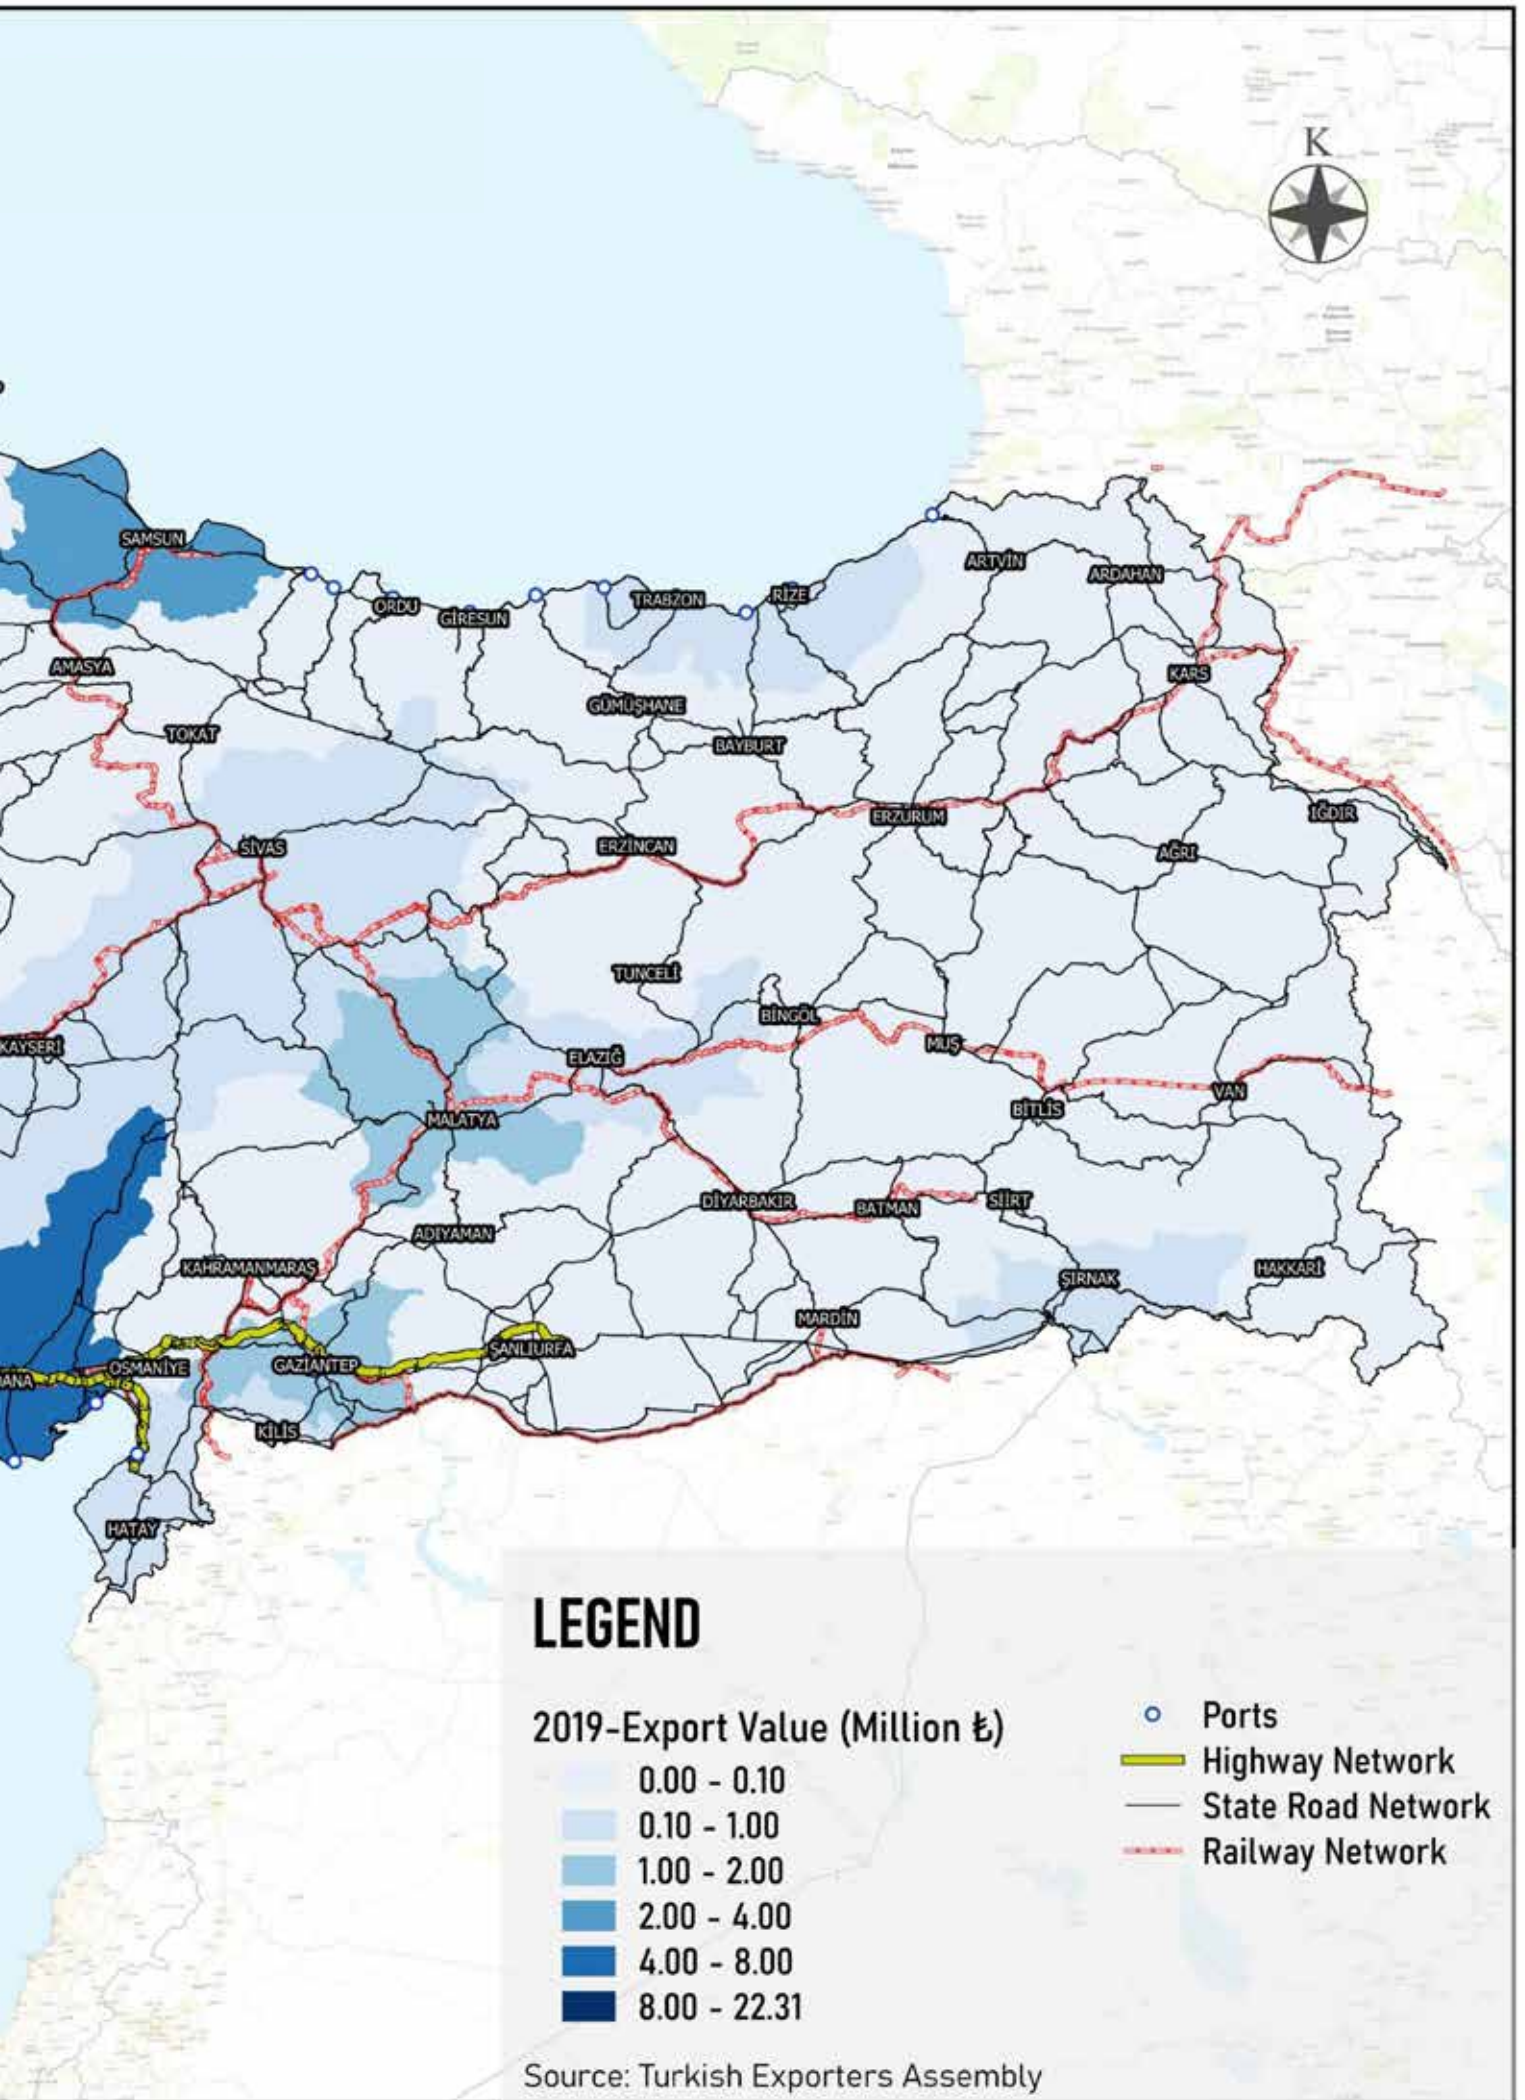 K
SAMSUN
ARTVİN
ARDAHAN
ORDU
GİRESUN
TRABZON
RİZE
AMASYA
KARS
GÜMÜŞHANE
TOKAT
BAYBURT
ERZURUM
IĞDIR
SİVAS
ERZİNCAN
AĞRI
TUNCELİ
BİNGÖL
KAYSERİ
ELAZIĞ
MUŞ
VAN
BİTLİS
MALATYA
DİYARBAKIR
BATMAN
SİİRT
ADIYAMAN
KAHRAMANMARAŞ
ŞIRNAK
HAKKARİ
MARDİN
ŞANLIURFA
OSMANİYE
GAZİANTEP
ANA
KİLİS
HATAY
LEGEND
2019-Export Value (Million ₺)
0.00 - 0.10
0.10 - 1.00
1.00 - 2.00
2.00 - 4.00
4.00 - 8.00
8.00 - 22.31
Ports
Highway Network
State Road Network
Railway Network
Source: Turkish Exporters Assembly